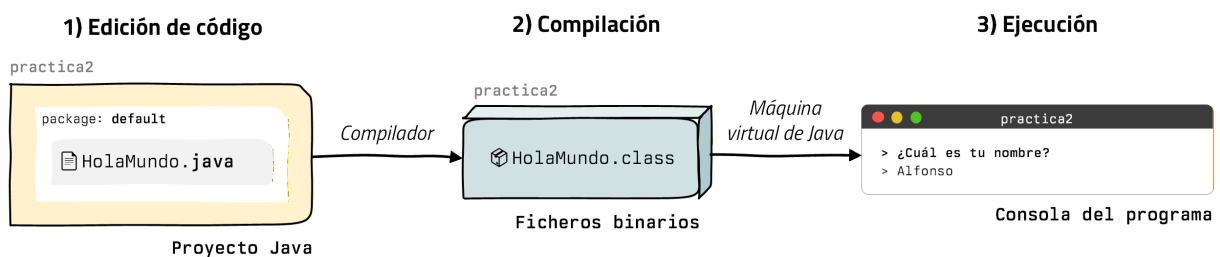 1) Edición de código
practica2
package: default
HolaMundo.java
Proyecto Java
Compilador
2) Compilación
practica2
HolaMundo.class
Ficheros binarios
Máquina
virtual de Java
3) Ejecución
practica2
> ¿Cuál es tu nombre?
> Alfonso
Consola del programa